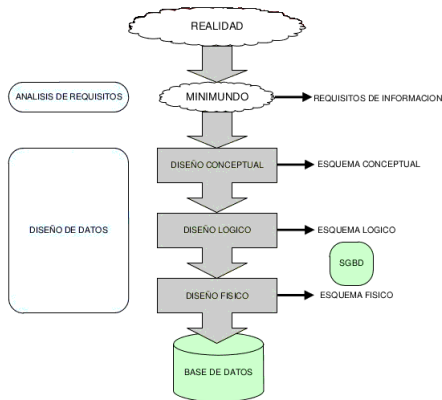 REALIDAD
ANALISIS DE REQUISITOS
MINIMUNDO
REQUISITOS DE INFORMACION
DISEÑO CONCEPTUAL
ESQUEMA CONCEPTUAL
DISEÑO DE DATOS
DISEÑO LOGICO
ESQUEMA LOGICO
SGBD
DISEÑO FISICO
ESQUEMA FISICO
BASE DE DATOS